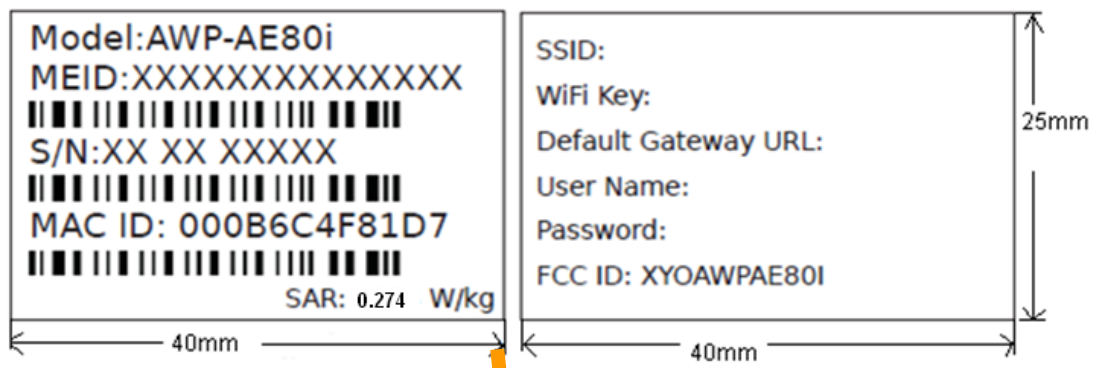 Model:AWP-AE80i
MEID:XXXXXXXXXXXXXX
S/N:XX XX XXXXX
MAC ID: 000B6C4F81D7
SAR: 0.274 W/kg
40mm
SSID:
WiFi Key:
Default Gateway URL:
User Name:
Password:
FCC ID: XYOAWPAE80I
25mm
40mm